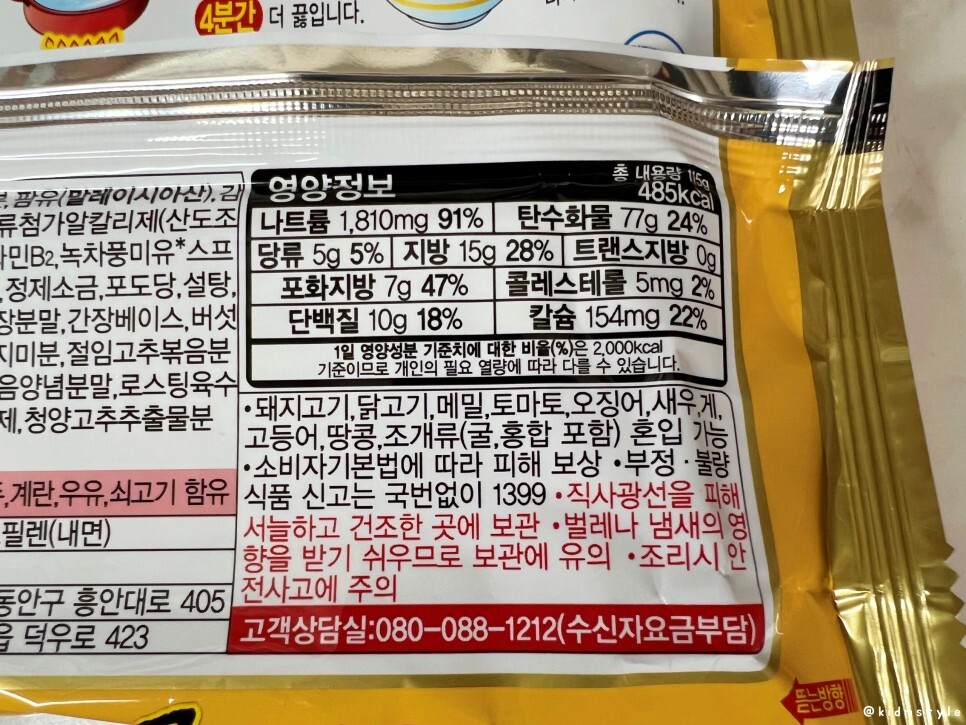 4분간 더 끓입니다.
팜유(말레이시아산), 김
류첨가알칼리제(산도조
민B2,녹차풍미유*스프
,정제소금,포도당,설탕,
장분말,간장베이스,버섯
지미분,절임고추볶음분
음양념분말,로스팅육수
제,청양고추추출물분
,계란,우유,쇠고기 함유
필렌(내면)
동안구 흥안대로 405
읍 덕우로 423
영양정보
총 내용량 115g
485kcal
나트륨 1,810mg 91% 탄수화물 77g 24%
당류 5g 5% 지방 15g 28% 트랜스지방 0g
포화지방 7g 47% 콜레스테롤 5mg 2%
단백질 10g 18% 칼슘 154mg 22%
1일 영양성분 기준치에 대한 비율(%)은 2,000kcal
기준이므로 개인의 필요 열량에 따라 다를 수 있습니다.
•돼지고기,닭고기,메밀,토마토,오징어,새우,게,
고등어,땅콩,조개류(굴,홍합 포함) 혼입 가능
•소비자기본법에 따라 피해 보상 •부정·불량
식품 신고는 국번없이 1399 •직사광선을 피해
서늘하고 건조한 곳에 보관 •벌레나 냄새의 영
향을 받기 쉬우므로 보관에 유의 •조리시 안
전사고에 주의
고객상담실:080-088-1212(수신자요금부담)
뜯는방향
@kidnstyle